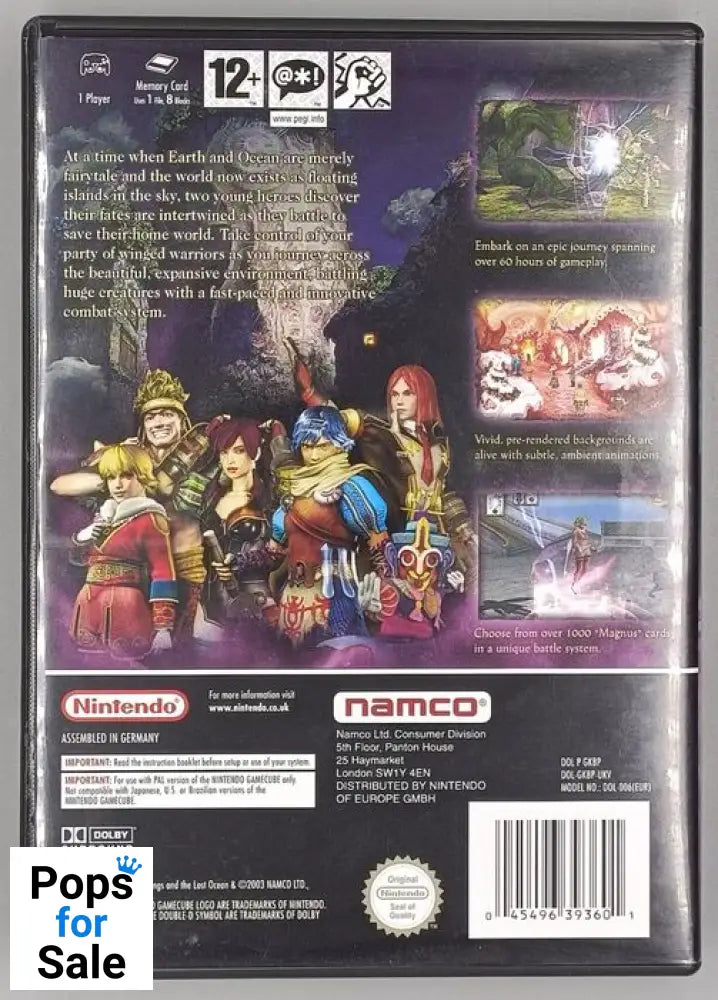 1 Player
Memory Card
Uses 1 File, 8 Blocks
12+
™
@*!
™
www.pegi.info
At a time when Earth and Ocean are merely
fairytale and the world now exists as floating
islands in the sky, two young heroes discover
their fates are intertwined as they battle to
save their home world. Take control of your
party of winged warriors as you journey across
the beautiful, expansive environment, battling
huge creatures with a fast-paced and innovative
combat system.
Embark on an epic journey spanning
over 60 hours of gameplay.
Vivid, pre-rendered backgrounds are
alive with subtle, ambient animations.
Choose from over 1000 "Magnus" cards
in a unique battle system.
Nintendo®
For more information visit
www.nintendo.co.uk
ASSEMBLED IN GERMANY
IMPORTANT: Read the instruction booklet before setup or use of your system.
IMPORTANT: For use with PAL version of the NINTENDO GAMECUBE only.
Not compatible with Japanese, U.S. or Brazilian versions of the
NINTENDO GAMECUBE.
namco®
Namco Ltd. Consumer Division
5th Floor, Panton House
25 Haymarket
London SW1Y 4EN
DISTRIBUTED BY NINTENDO
OF EUROPE GMBH
DOL P GKBP
DOL-GKBP-UKV
MODEL NO.: DOL-006(EUR)
DOLBY
ngs and the Lost Ocean & ©2003 NAMCO LTD.,
GAMECUBE LOGO ARE TRADEMARKS OF NINTENDO.
E DOUBLE-D SYMBOL ARE TRADEMARKS OF DOLBY
Original
Nintendo
Seal of
Quality
™
0 45496 39360 1
Pops
for
Sale